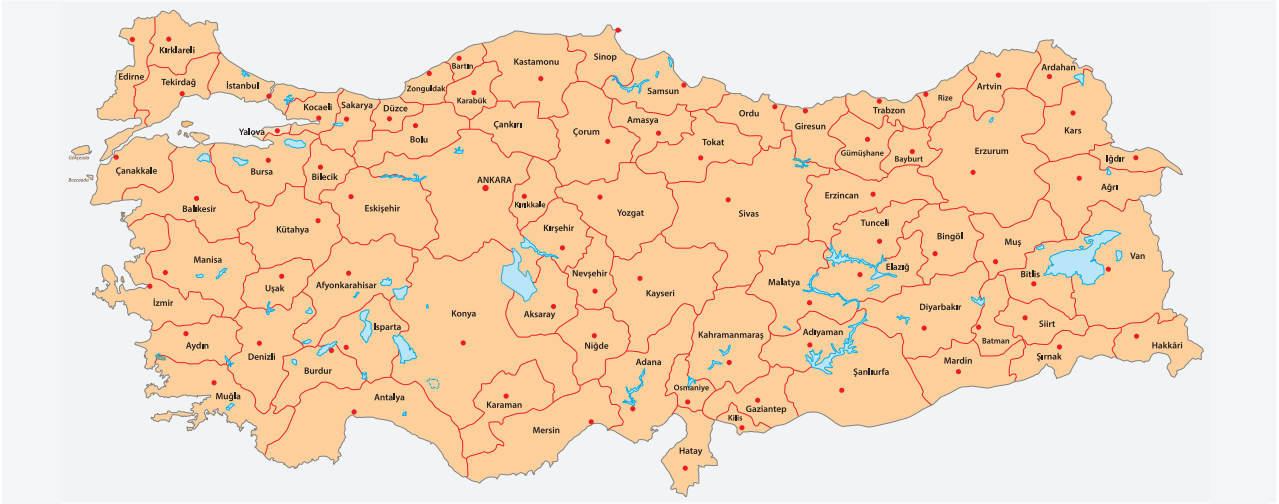 Kırklareli
Edirne
Tekirdağ
İstanbul
Kocaeli
Sakarya
Düzce
Zonguldak
Bartın
Karabük
Kastamonu
Sinop
Samsun
Ordu
Giresun
Trabzon
Rize
Artvin
Ardahan
Kars
Yalova
Bolu
Çankırı
Çorum
Amasya
Tokat
Gümüşhane
Bayburt
Erzurum
Iğdır
Ağrı
Gökçeada
Bozcaada
Çanakkale
Bursa
Bilecik
ANKARA
Kırıkkale
Balıkesir
Eskişehir
Kütahya
Yozgat
Sivas
Erzincan
Tunceli
Bingöl
Muş
Kırşehir
Manisa
Uşak
Afyonkarahisar
Nevşehir
Kayseri
Malatya
Elazığ
Bitlis
Van
İzmir
Konya
Aksaray
Diyarbakır
Isparta
Kahramanmaraş
Adıyaman
Siirt
Batman
Aydın
Denizli
Niğde
Hakkâri
Burdur
Adana
Mardin
Şırnak
Şanlıurfa
Muğla
Antalya
Karaman
Osmaniye
Gaziantep
Kilis
Mersin
Hatay